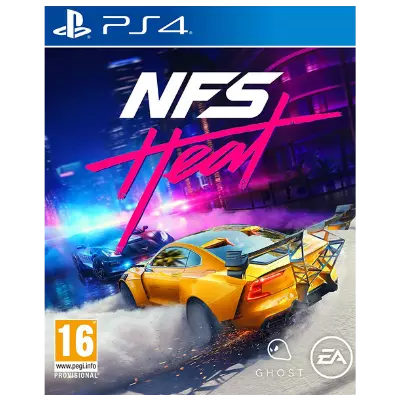 PS4
NFS
Heat
16
www.pegi.info
PROVISIONAL
GHOST
EA